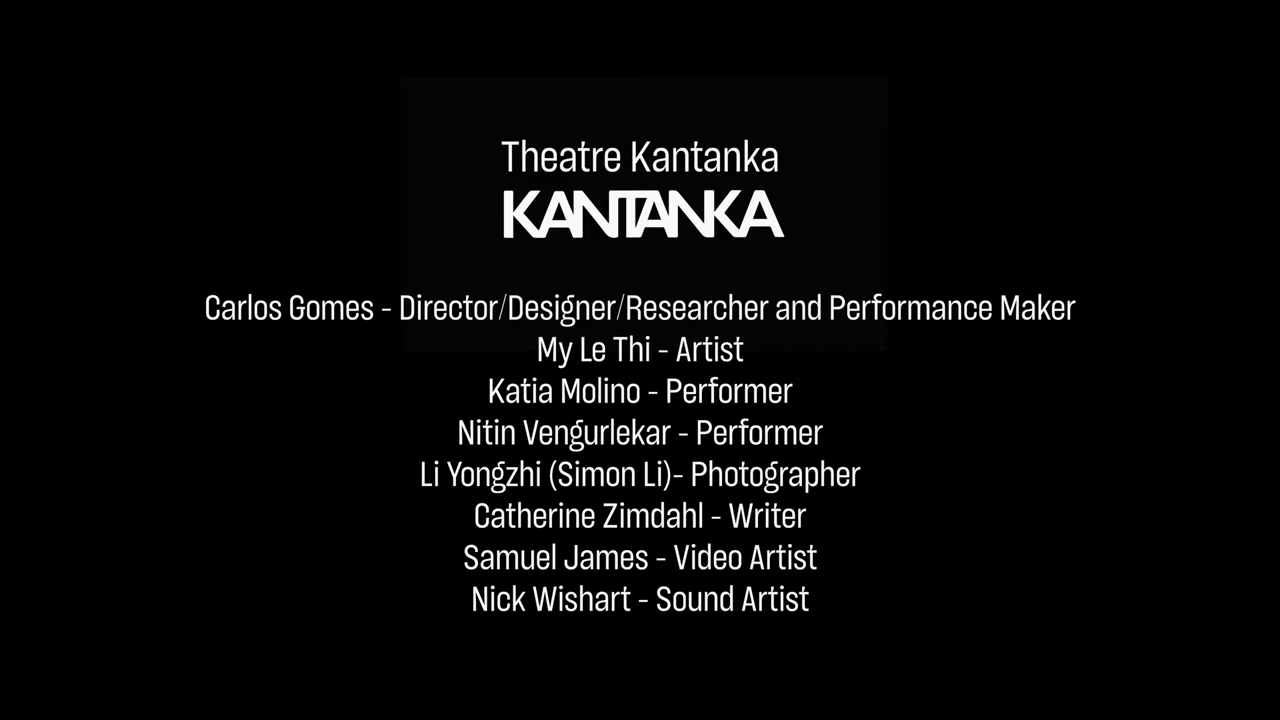 Theatre Kantanka
KANTANKA
Carlos Gomes - Director/Designer/Researcher and Performance Maker
My Le Thi - Artist
Katia Molino - Performer
Nitin Vengurlekar - Performer
Li Yongzhi (Simon Li)- Photographer
Catherine Zimdahl - Writer
Samuel James - Video Artist
Nick Wishart - Sound Artist